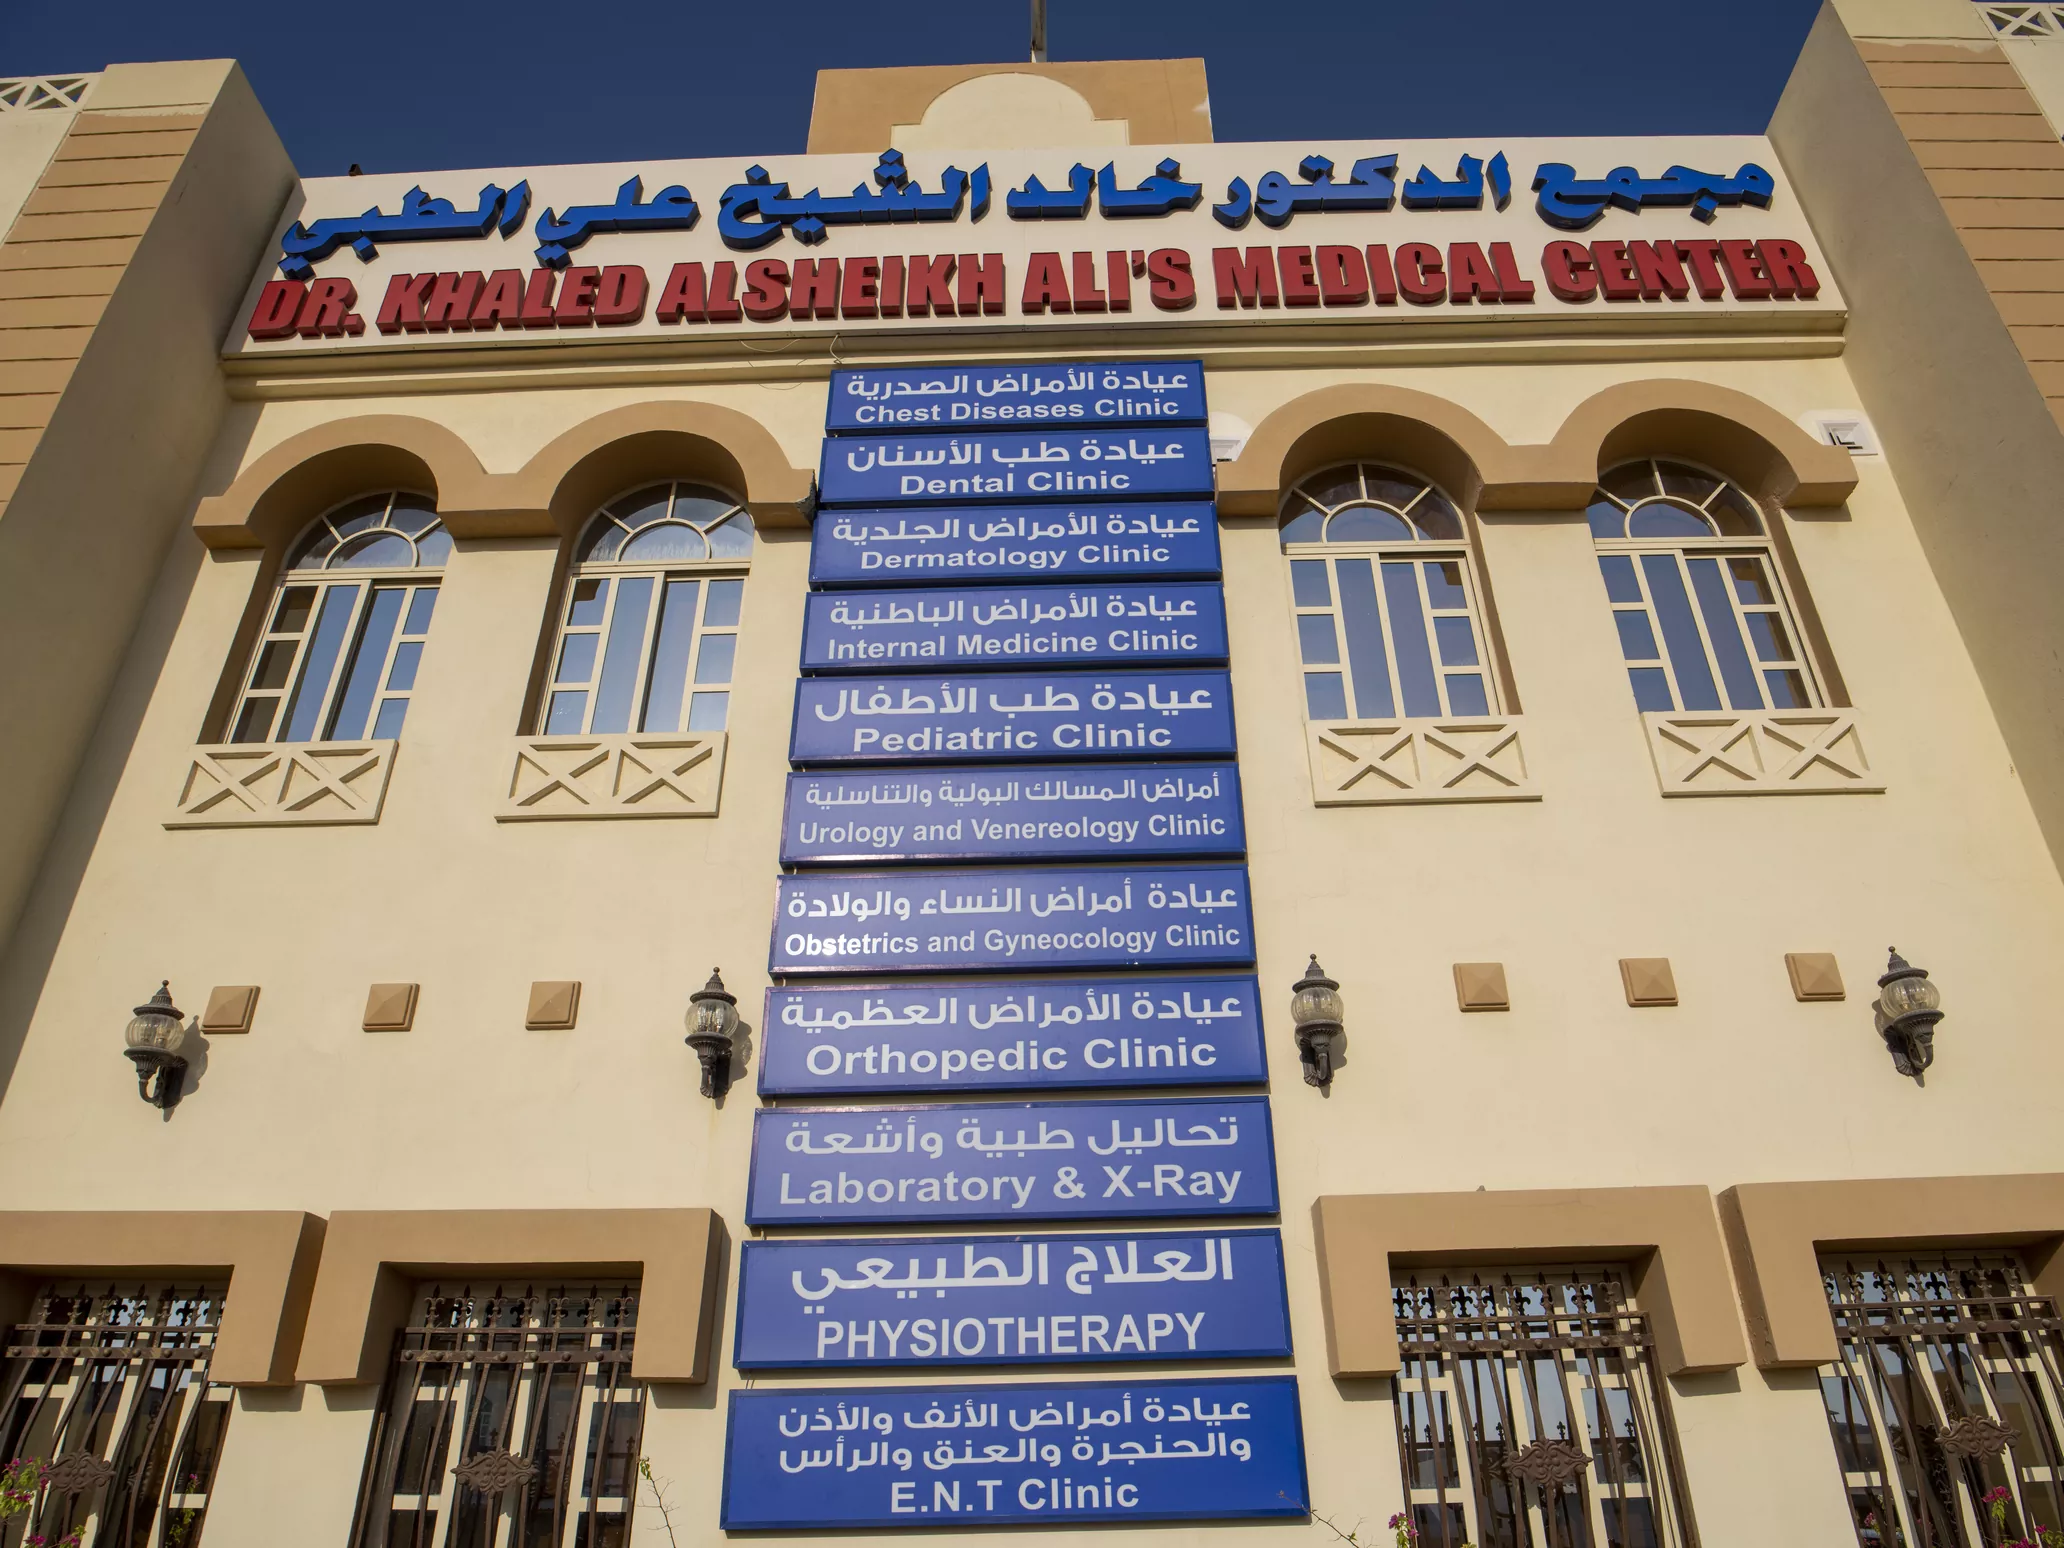 مجمع الدكتور خالد الشيخ علي الطبي
DR. KHALED ALSHEIKH ALI'S MEDICAL CENTER
عيادة الأمراض الصدرية
Chest Diseases Clinic
عيادة طب الأسنان
Dental Clinic
عيادة الأمراض الجلدية
Dermatology Clinic
عيادة الأمراض الباطنية
Internal Medicine Clinic
عيادة طب الأطفال
Pediatric Clinic
أمراض المسالك البولية والتناسلية
Urology and Venereology Clinic
عيادة أمراض النساء والولادة
Obstetrics and Gyneocology Clinic
عيادة الأمراض العظمية
Orthopedic Clinic
تحاليل طبية وأشعة
Laboratory & X-Ray
العلاج الطبيعي
PHYSIOTHERAPY
عيادة أمراض الأنف والأذن
والحنجرة والعنق والرأس
E.N.T Clinic